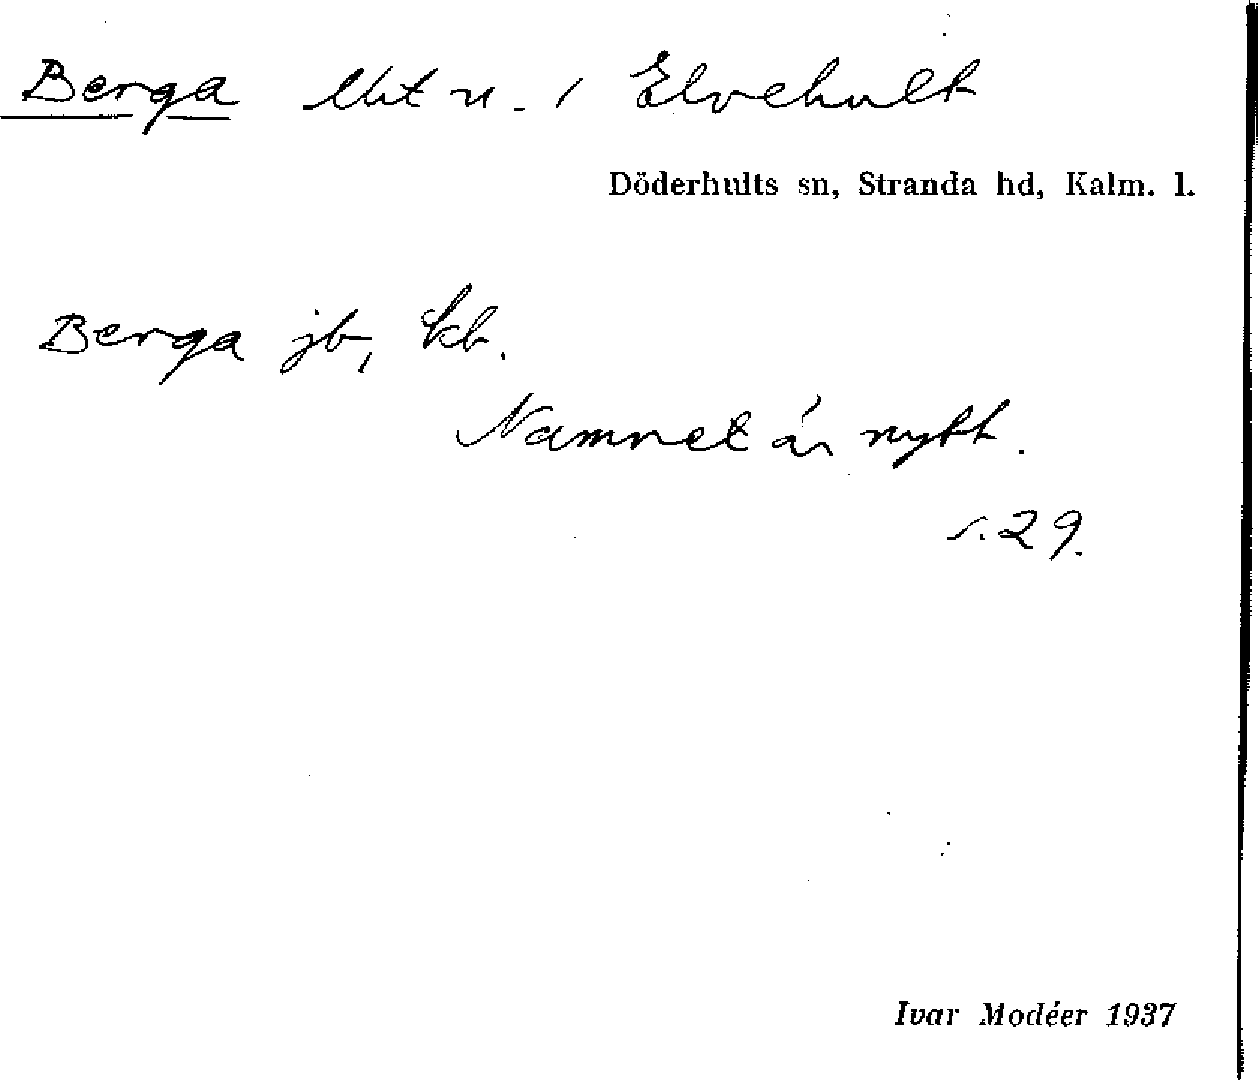 Berga lht u. / Elvehult
Döderhults sn, Stranda hd, Kalm. l.
Berga jb, kb.
Namnet är nytt.
s. 29.
Ivar Modéer 1937